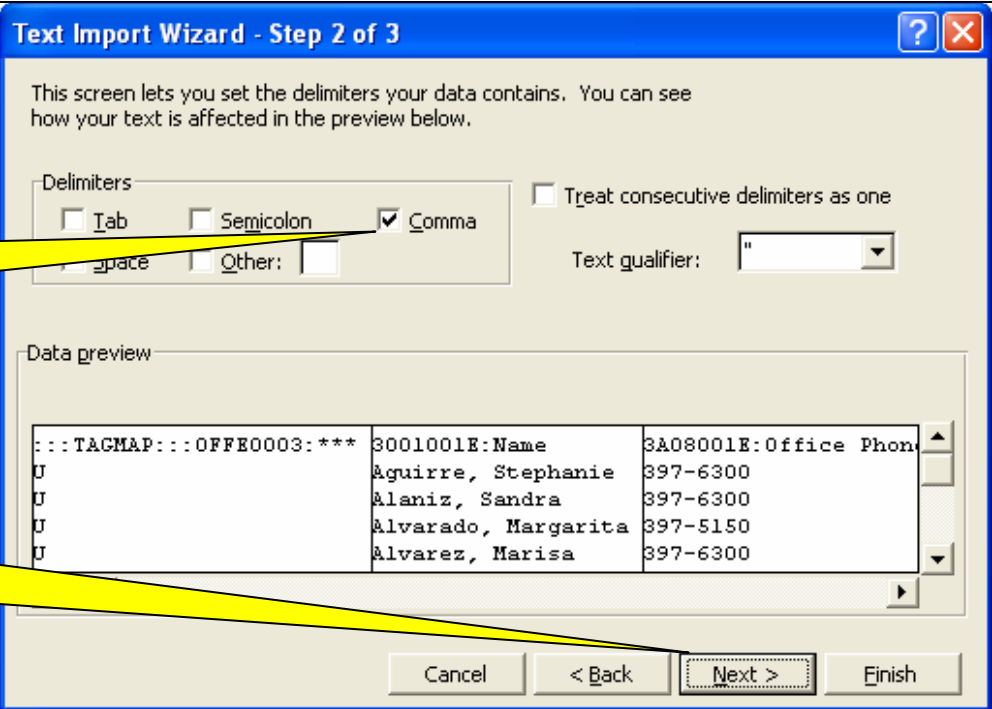 Text Import Wizard - Step 2 of 3
This screen lets you set the delimiters your data contains. You can see
how your text is affected in the preview below.
Delimiters
Tab Semicolon Comma
Space Other:
Treat consecutive delimiters as one
Text qualifier: "
Data preview
:::TAGMAP:::0FFE0003:*** 3001001E:Name 3A08001E:Office Phon
U Aguirre, Stephanie 397-6300
U Alaniz, Sandra 397-6300
U Alvarado, Margarita 397-5150
U Alvarez, Marisa 397-6300
Cancel < Back Next > Finish